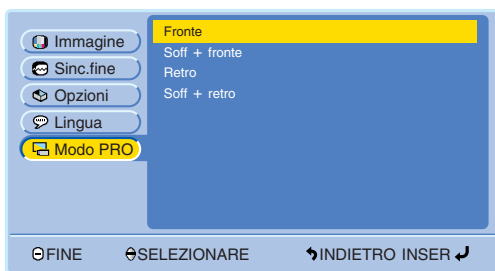 Immagine
Sinc.fine
Opzioni
Lingua
Modo PRO
Fronte
Soff + fronte
Retro
Soff + retro
FINE SELEZIONARE INDIETRO INSER